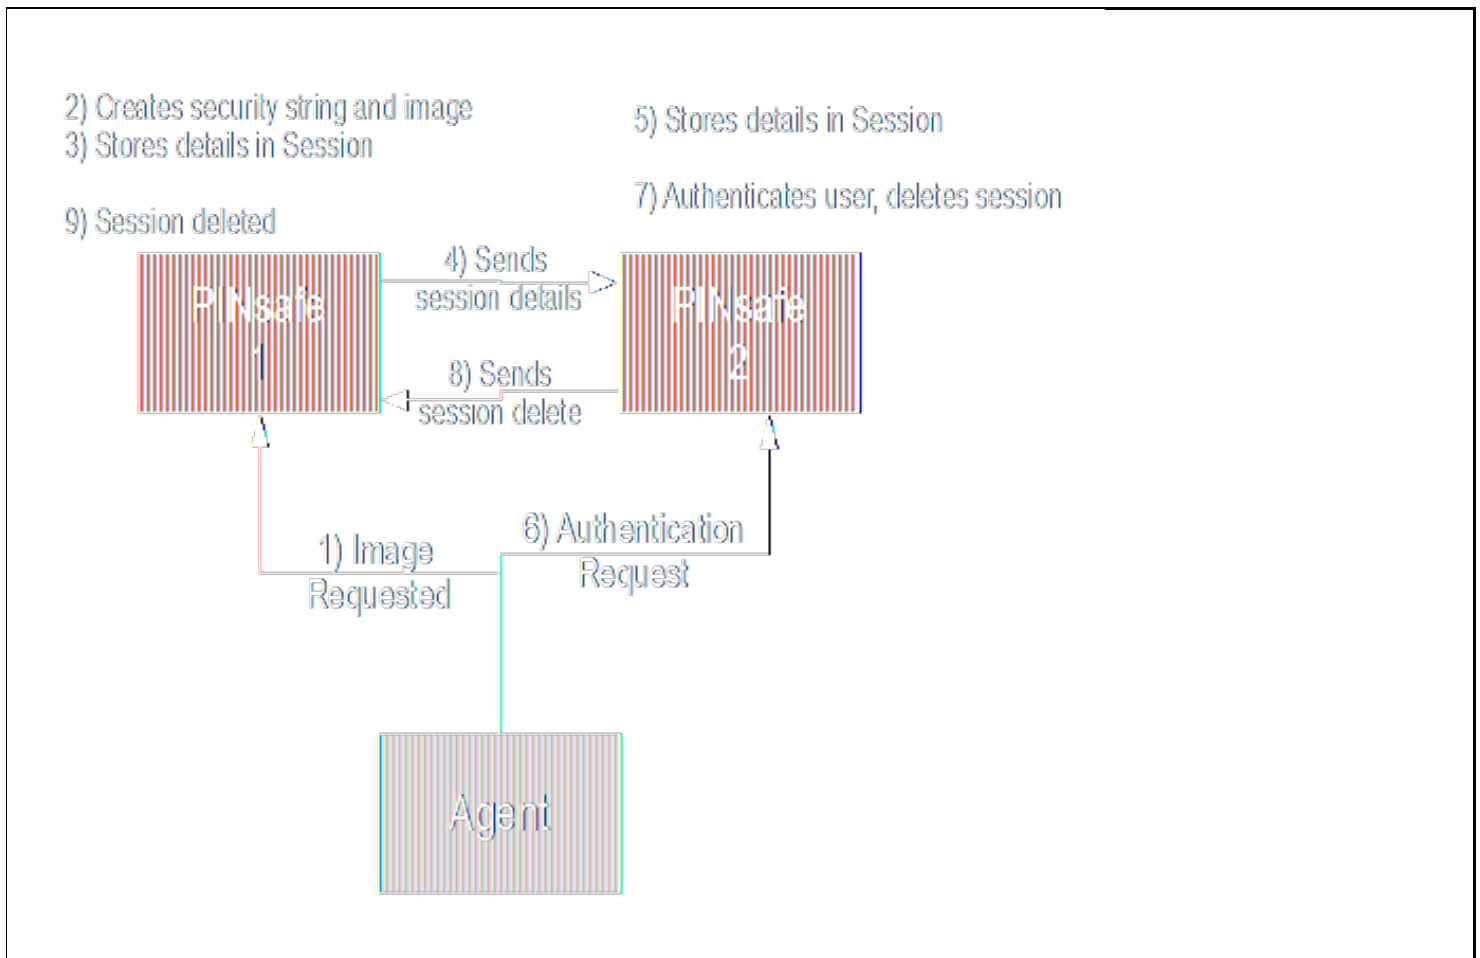 2) Creates security string and image
3) Stores details in Session
9) Session deleted
5) Stores details in Session
7) Authenticates user, deletes session
4) Sends
session details
PINsafe
1
PINsafe
2
8) Sends
session delete
1) Image
Requested
6) Authentication
Request
Agent